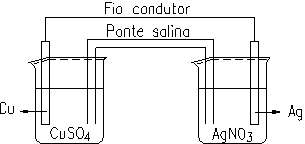 Fio condutor
Ponte salina
Cu
Ag
CuSO4
AgNO3